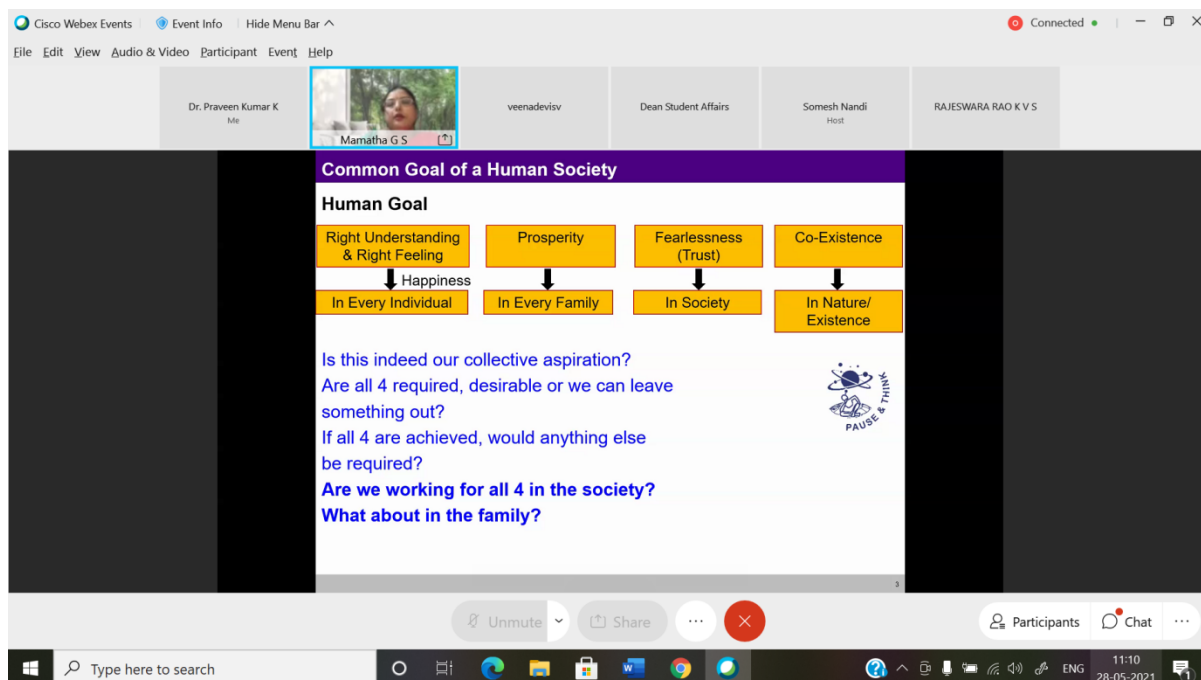 Cisco Webex Events Event Info Hide Menu Bar Connected
File Edit View Audio & Video Participant Event Help
Dr. Praveen Kumar K
Me
Mamatha G S
veenadevisv
Dean Student Affairs
Somesh Nandi
Host
RAJESWARA RAO K V S
Common Goal of a Human Society
Human Goal
Right Understanding
& Right Feeling
Prosperity
Fearlessness
(Trust)
Co-Existence
Happiness
In Every Individual
In Every Family
In Society
In Nature/
Existence
Is this indeed our collective aspiration?
Are all 4 required, desirable or we can leave
something out?
If all 4 are achieved, would anything else
be required?
Are we working for all 4 in the society?
What about in the family?
PAUSE & THINK
3
Unmute Share Participants Chat
Type here to search ENG 11:10
28-05-2021